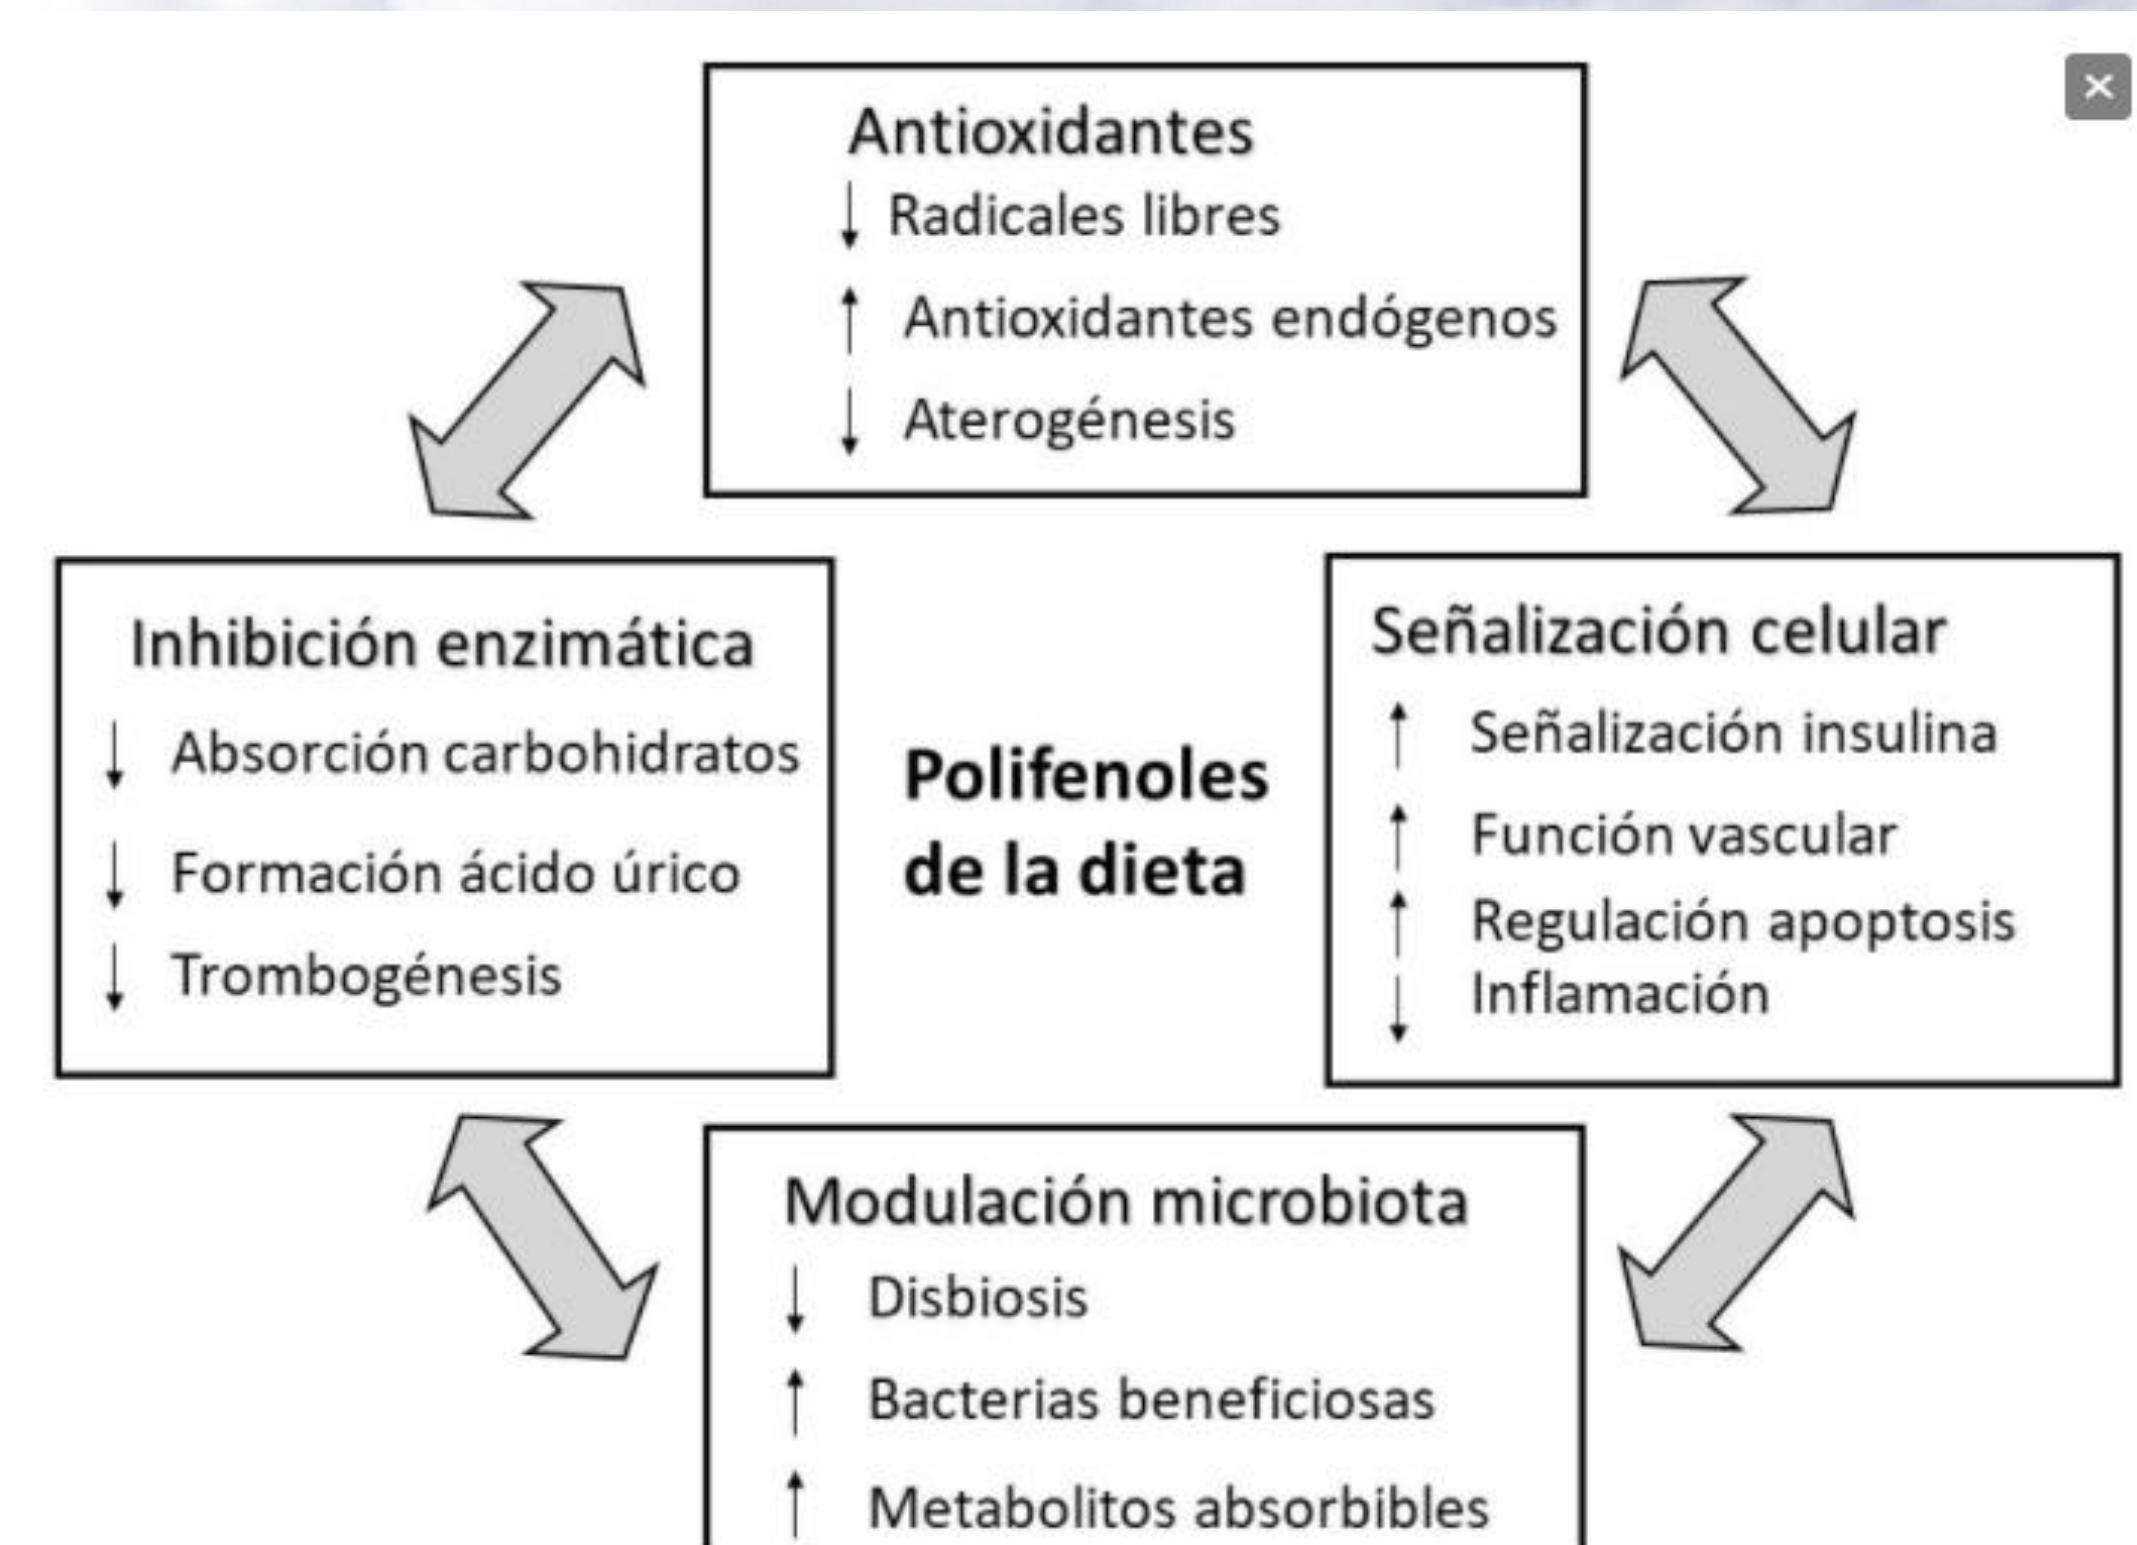 Antioxidantes
↓ Radicales libres
↑ Antioxidantes endógenos
↓ Aterogénesis
Inhibición enzimática
↓ Absorción carbohidratos
↓ Formación ácido úrico
↓ Trombogénesis
Polifenoles
de la dieta
Señalización celular
↑ Señalización insulina
↑ Función vascular
↑ Regulación apoptosis
↓ Inflamación
Modulación microbiota
↓ Disbiosis
↑ Bacterias beneficiosas
↑ Metabolitos absorbibles